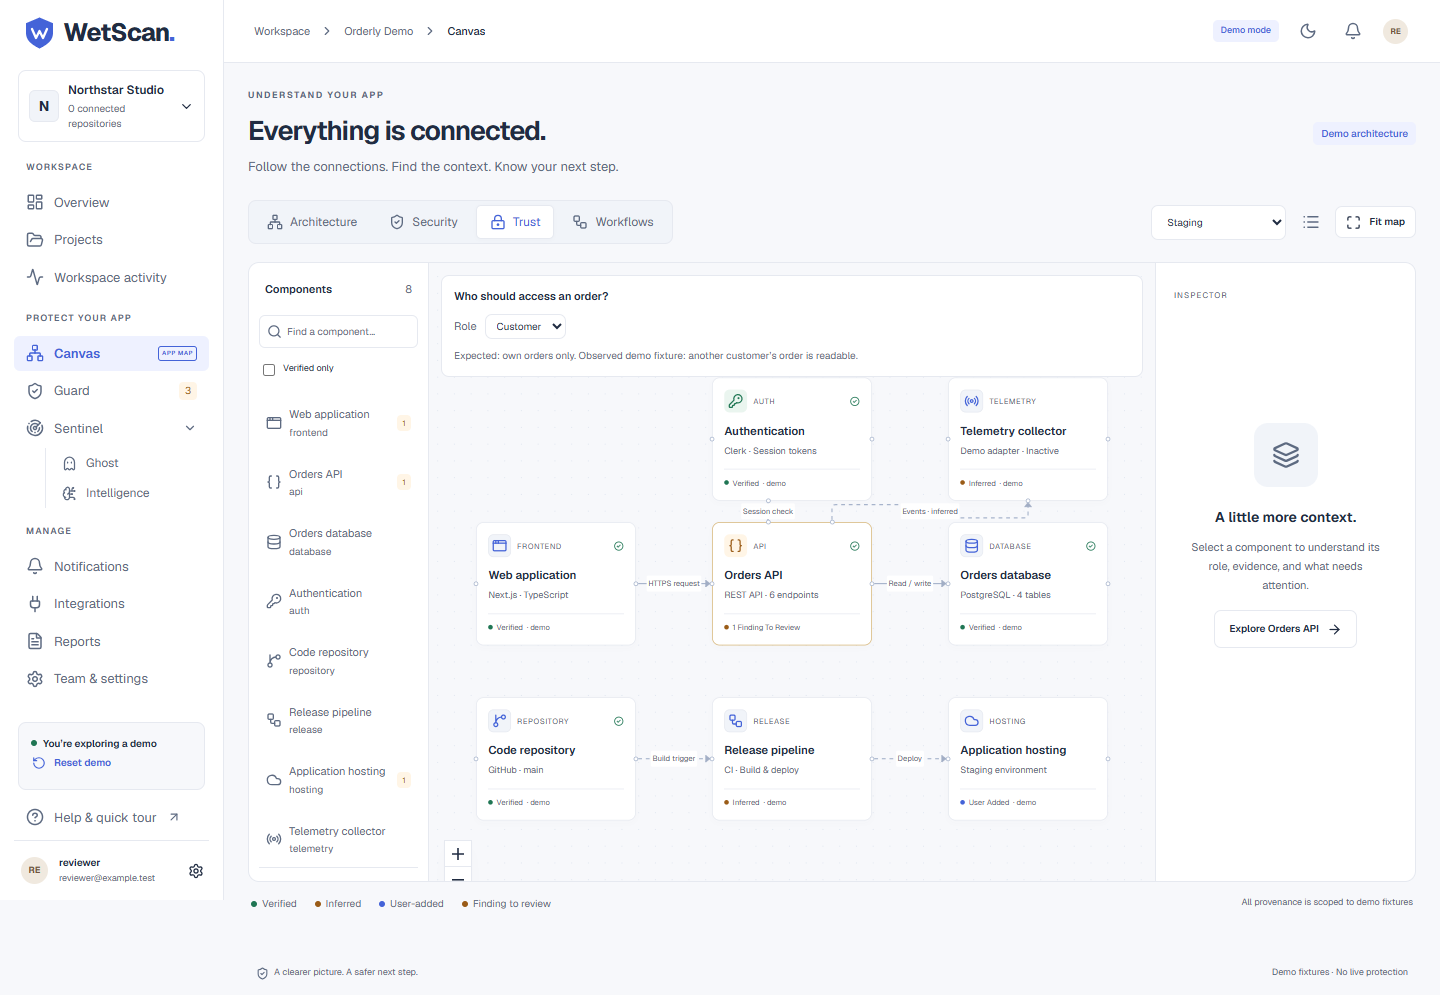 WetScan.
Workspace > Orderly Demo > Canvas
Demo mode
RE
N
Northstar Studio
0 connected
repositories
WORKSPACE
Overview
Projects
Workspace activity
PROTECT YOUR APP
Canvas
APP MAP
Guard
3
Sentinel
Ghost
Intelligence
MANAGE
Notifications
Integrations
Reports
Team & settings
You're exploring a demo
Reset demo
Help & quick tour
RE
reviewer
reviewer@example.test
UNDERSTAND YOUR APP
Everything is connected.
Follow the connections. Find the context. Know your next step.
Demo architecture
Architecture
Security
Trust
Workflows
Staging
Fit map
Components 8
Find a component...
Verified only
Web application
frontend
1
Orders API
api
1
Orders database
database
Authentication
auth
Code repository
repository
Release pipeline
release
Application hosting
hosting
1
Telemetry collector
telemetry
Who should access an order?
Role
Customer
Expected: own orders only. Observed demo fixture: another customer's order is readable.
AUTH
Authentication
Clerk · Session tokens
Verified · demo
TELEMETRY
Telemetry collector
Demo adapter · Inactive
Inferred · demo
Session check
Events · inferred
FRONTEND
Web application
Next.js · TypeScript
Verified · demo
HTTPS request
API
Orders API
REST API · 6 endpoints
1 Finding To Review
Read / write
DATABASE
Orders database
PostgreSQL · 4 tables
Verified · demo
REPOSITORY
Code repository
GitHub · main
Verified · demo
Build trigger
RELEASE
Release pipeline
CI · Build & deploy
Inferred · demo
Deploy
HOSTING
Application hosting
Staging environment
User Added · demo
INSPECTOR
A little more context.
Select a component to understand its
role, evidence, and what needs
attention.
Explore Orders API
Verified
Inferred
User-added
Finding to review
All provenance is scoped to demo fixtures
A clearer picture. A safer next step.
Demo fixtures · No live protection